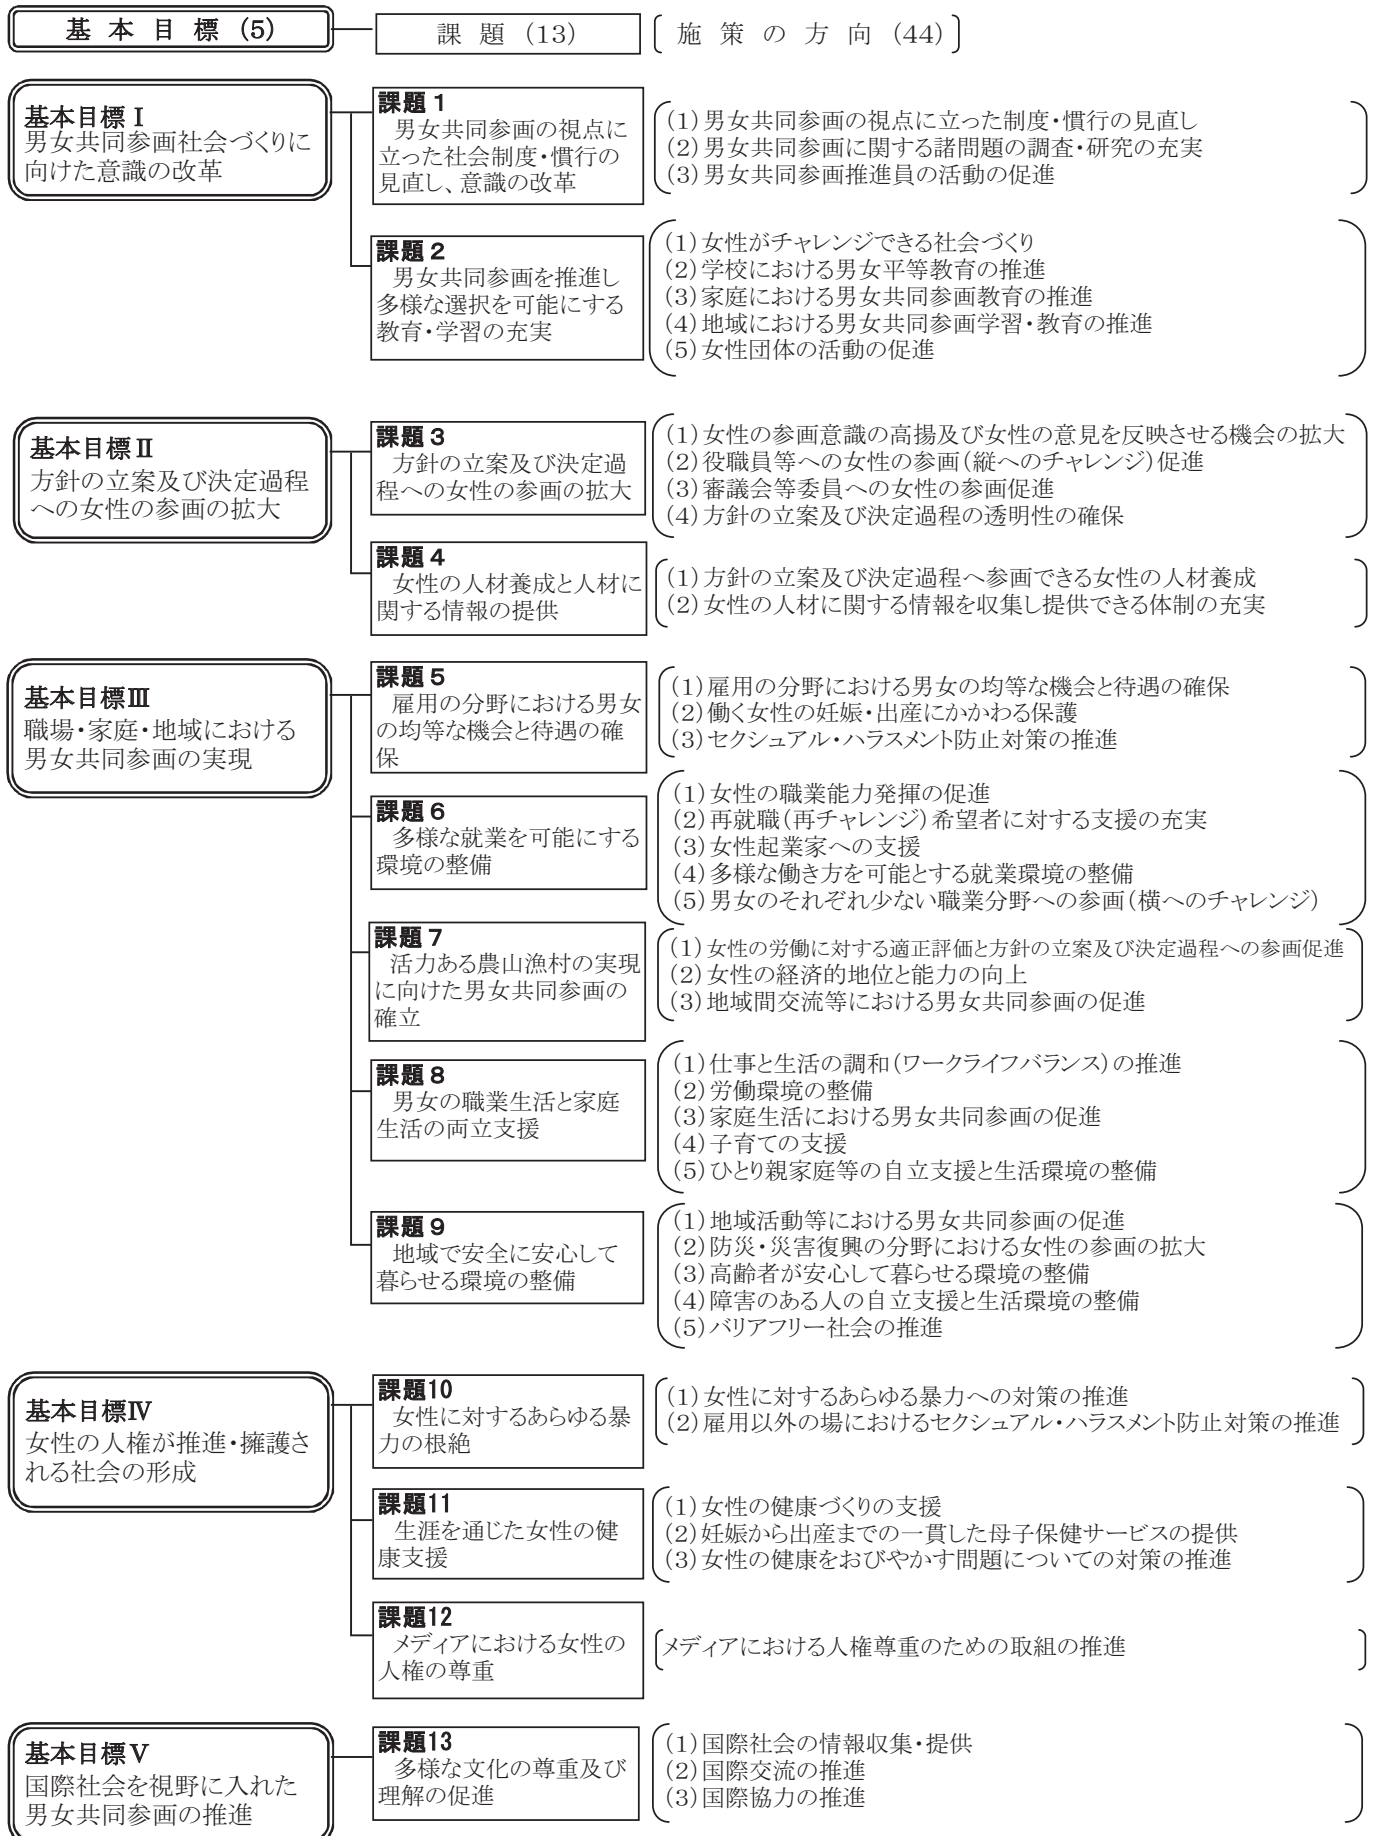 基 本 目 標 (5)
課 題 (13)
施 策 の 方 向 (44)
基本目標Ⅰ
男女共同参画社会づくりに
向けた意識の改革
課題１
男女共同参画の視点に
立った社会制度・慣行の
見直し、意識の改革
(1)男女共同参画の視点に立った制度・慣行の見直し
(2)男女共同参画に関する諸問題の調査・研究の充実
(3)男女共同参画推進員の活動の促進
課題２
男女共同参画を推進し
多様な選択を可能にする
教育・学習の充実
(1)女性がチャレンジできる社会づくり
(2)学校における男女平等教育の推進
(3)家庭における男女共同参画教育の推進
(4)地域における男女共同参画学習・教育の推進
(5)女性団体の活動の促進
基本目標Ⅱ
方針の立案及び決定過程
への女性の参画の拡大
課題３
方針の立案及び決定過
程への女性の参画の拡大
(1)女性の参画意識の高揚及び女性の意見を反映させる機会の拡大
(2)役職員等への女性の参画(縦へのチャレンジ)促進
(3)審議会等委員への女性の参画促進
(4)方針の立案及び決定過程の透明性の確保
課題４
女性の人材養成と人材に
関する情報の提供
(1)方針の立案及び決定過程へ参画できる女性の人材養成
(2)女性の人材に関する情報を収集し提供できる体制の充実
基本目標Ⅲ
職場・家庭・地域における
男女共同参画の実現
課題５
雇用の分野における男女
の均等な機会と待遇の確
保
(1)雇用の分野における男女の均等な機会と待遇の確保
(2)働く女性の妊娠・出産にかかわる保護
(3)セクシュアル・ハラスメント防止対策の推進
課題６
多様な就業を可能にする
環境の整備
(1)女性の職業能力発揮の促進
(2)再就職(再チャレンジ)希望者に対する支援の充実
(3)女性起業家への支援
(4)多様な働き方を可能とする就業環境の整備
(5)男女のそれぞれ少ない職業分野への参画(横へのチャレンジ)
課題７
活力ある農山漁村の実現
に向けた男女共同参画の
確立
(1)女性の労働に対する適正評価と方針の立案及び決定過程への参画促進
(2)女性の経済的地位と能力の向上
(3)地域間交流等における男女共同参画の促進
課題８
男女の職業生活と家庭
生活の両立支援
(1)仕事と生活の調和(ワークライフバランス)の推進
(2)労働環境の整備
(3)家庭生活における男女共同参画の促進
(4)子育ての支援
(5)ひとり親家庭等の自立支援と生活環境の整備
課題９
地域で安全に安心して
暮らせる環境の整備
(1)地域活動等における男女共同参画の促進
(2)防災・災害復興の分野における女性の参画の拡大
(3)高齢者が安心して暮らせる環境の整備
(4)障害のある人の自立支援と生活環境の整備
(5)バリアフリー社会の推進
基本目標Ⅳ
女性の人権が推進・擁護さ
れる社会の形成
課題10
女性に対するあらゆる暴
力の根絶
(1)女性に対するあらゆる暴力への対策の推進
(2)雇用以外の場におけるセクシュアル・ハラスメント防止対策の推進
課題11
生涯を通じた女性の健
康支援
(1)女性の健康づくりの支援
(2)妊娠から出産までの一貫した母子保健サービスの提供
(3)女性の健康をおびやかす問題についての対策の推進
課題12
メディアにおける女性の
人権の尊重
メディアにおける人権尊重のための取組の推進
基本目標Ⅴ
国際社会を視野に入れた
男女共同参画の推進
課題13
多様な文化の尊重及び
理解の促進
(1)国際社会の情報収集・提供
(2)国際交流の推進
(3)国際協力の推進